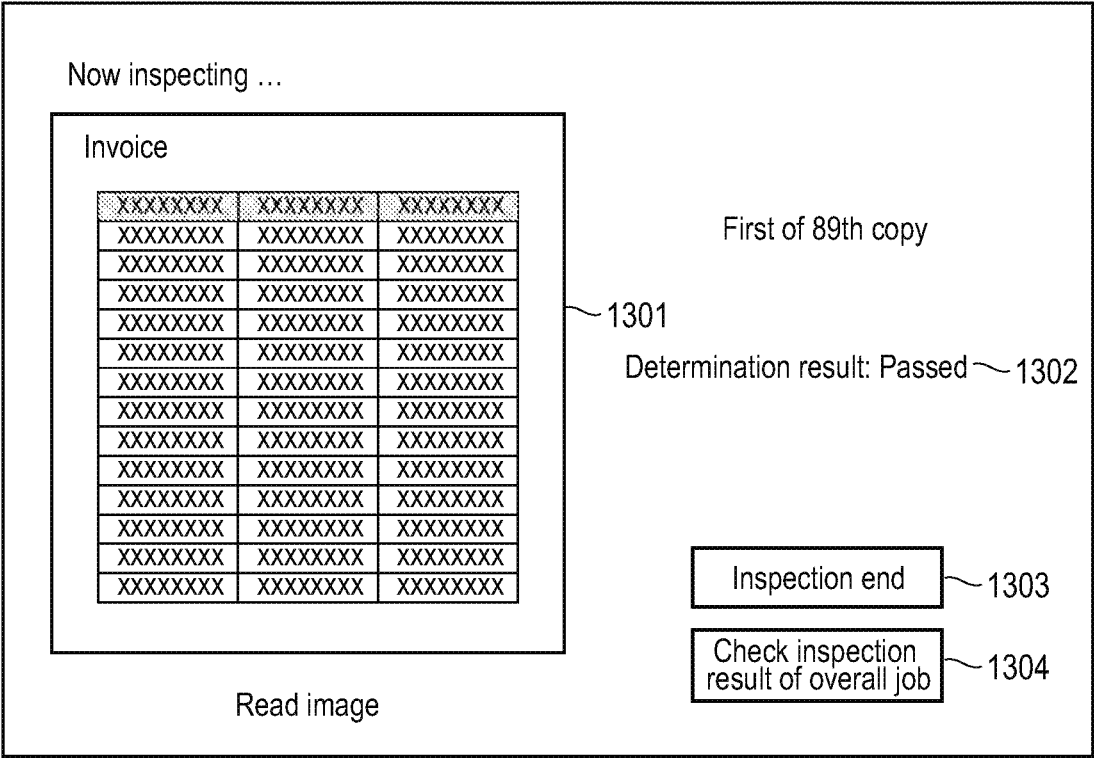 Now inspecting ...
Invoice
XXXXXXXX XXXXXXXX XXXXXXXX
XXXXXXXX XXXXXXXX XXXXXXXX
XXXXXXXX XXXXXXXX XXXXXXXX
XXXXXXXX XXXXXXXX XXXXXXXX
XXXXXXXX XXXXXXXX XXXXXXXX
XXXXXXXX XXXXXXXX XXXXXXXX
XXXXXXXX XXXXXXXX XXXXXXXX
XXXXXXXX XXXXXXXX XXXXXXXX
XXXXXXXX XXXXXXXX XXXXXXXX
XXXXXXXX XXXXXXXX XXXXXXXX
XXXXXXXX XXXXXXXX XXXXXXXX
XXXXXXXX XXXXXXXX XXXXXXXX
XXXXXXXX XXXXXXXX XXXXXXXX
XXXXXXXX XXXXXXXX XXXXXXXX
Read image
1301
First of 89th copy
Determination result: Passed 1302
Inspection end 1303
Check inspection
result of overall job
1304